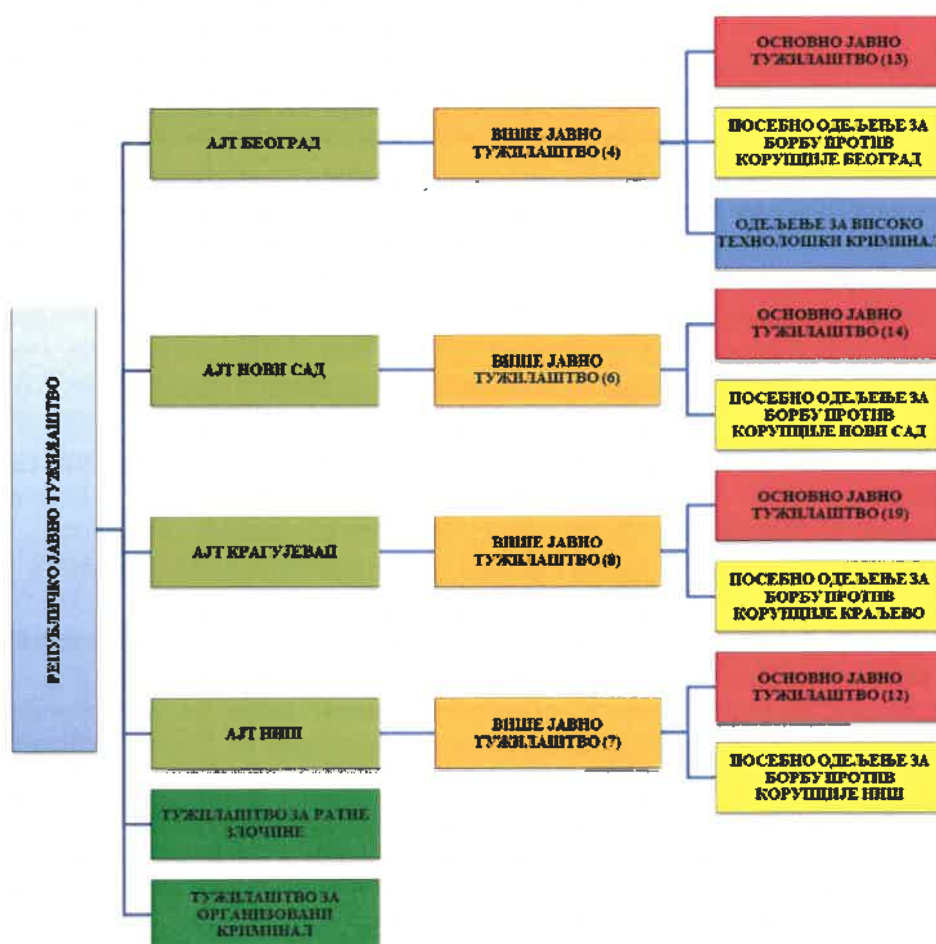 РЕПУБЛИЧКО ЈАВНО ТУЖИЛАШТВО
АЈТ БЕОГРАД
ВИШЕ ЈАВНО
ТУЖИЛАШТВО (4)
ОСНОВНО ЈАВНО
ТУЖИЛАШТВО (13)
ПОСЕБНО ОДЕЉЕЊЕ ЗА
БОРБУ ПРОТИВ
КОРУПЦИЈЕ БЕОГРАД
ОДЕЉЕЊЕ ЗА ВИСОКО
ТЕХНОЛОШКИ КРИМИНАЛ
АЈТ НОВИ САД
ВИШЕ ЈАВНО
ТУЖИЛАШТВО (6)
ОСНОВНО ЈАВНО
ТУЖИЛАШТВО (14)
ПОСЕБНО ОДЕЉЕЊЕ ЗА
БОРБУ ПРОТИВ
КОРУПЦИЈЕ НОВИ САД
АЈТ КРАГУЈЕВАЦ
ВИШЕ ЈАВНО
ТУЖИЛАШТВО (8)
ОСНОВНО ЈАВНО
ТУЖИЛАШТВО (19)
ПОСЕБНО ОДЕЉЕЊЕ ЗА
БОРБУ ПРОТИВ
КОРУПЦИЈЕ КРАЉЕВО
АЈТ НИШ
ВИШЕ ЈАВНО
ТУЖИЛАШТВО (7)
ОСНОВНО ЈАВНО
ТУЖИЛАШТВО (12)
ПОСЕБНО ОДЕЉЕЊЕ ЗА
БОРБУ ПРОТИВ
КОРУПЦИЈЕ НИШ
ТУЖИЛАШТВО ЗА РАТНЕ
ЗЛОЧИНЕ
ТУЖИЛАШТВО ЗА
ОРГАНИЗОВАНИ
КРИМИНАЛ